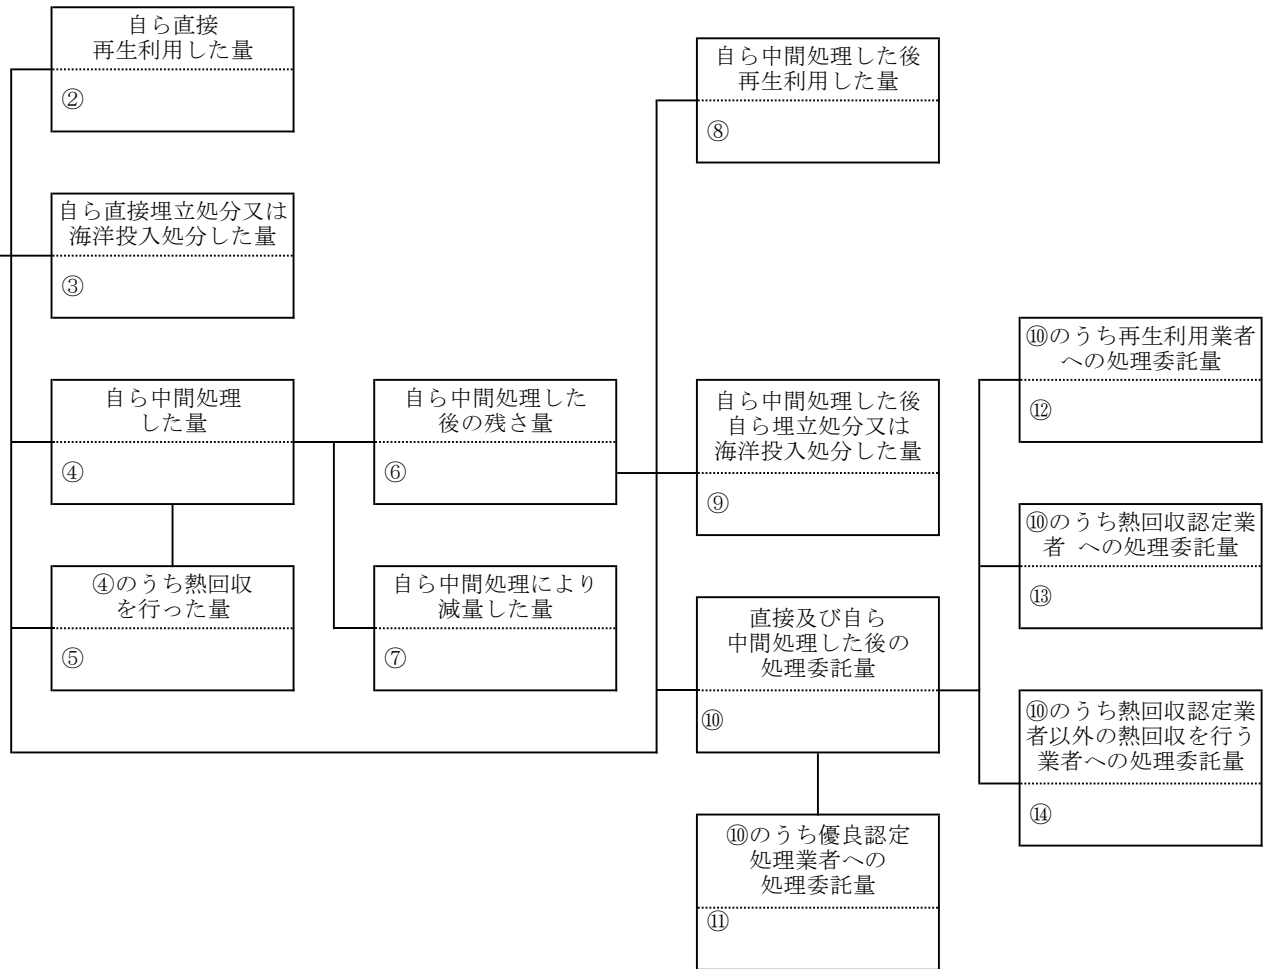 自ら直接
再生利用した量
②
自ら直接埋立処分又は
海洋投入処分した量
③
自ら中間処理
した量
④
④のうち熱回収
を行った量
⑤
自ら中間処理した
後の残さ量
⑥
自ら中間処理により
減量した量
⑦
自ら中間処理した後
再生利用した量
⑧
自ら中間処理した後
自ら埋立処分又は
海洋投入処分した量
⑨
直接及び自ら
中間処理した後の
処理委託量
⑩
⑩のうち優良認定
処理業者への
処理委託量
⑪
⑩のうち再生利用業者
への処理委託量
⑫
⑩のうち熱回収認定業
者 への処理委託量
⑬
⑩のうち熱回収認定業
者以外の熱回収を行う
業者への処理委託量
⑭